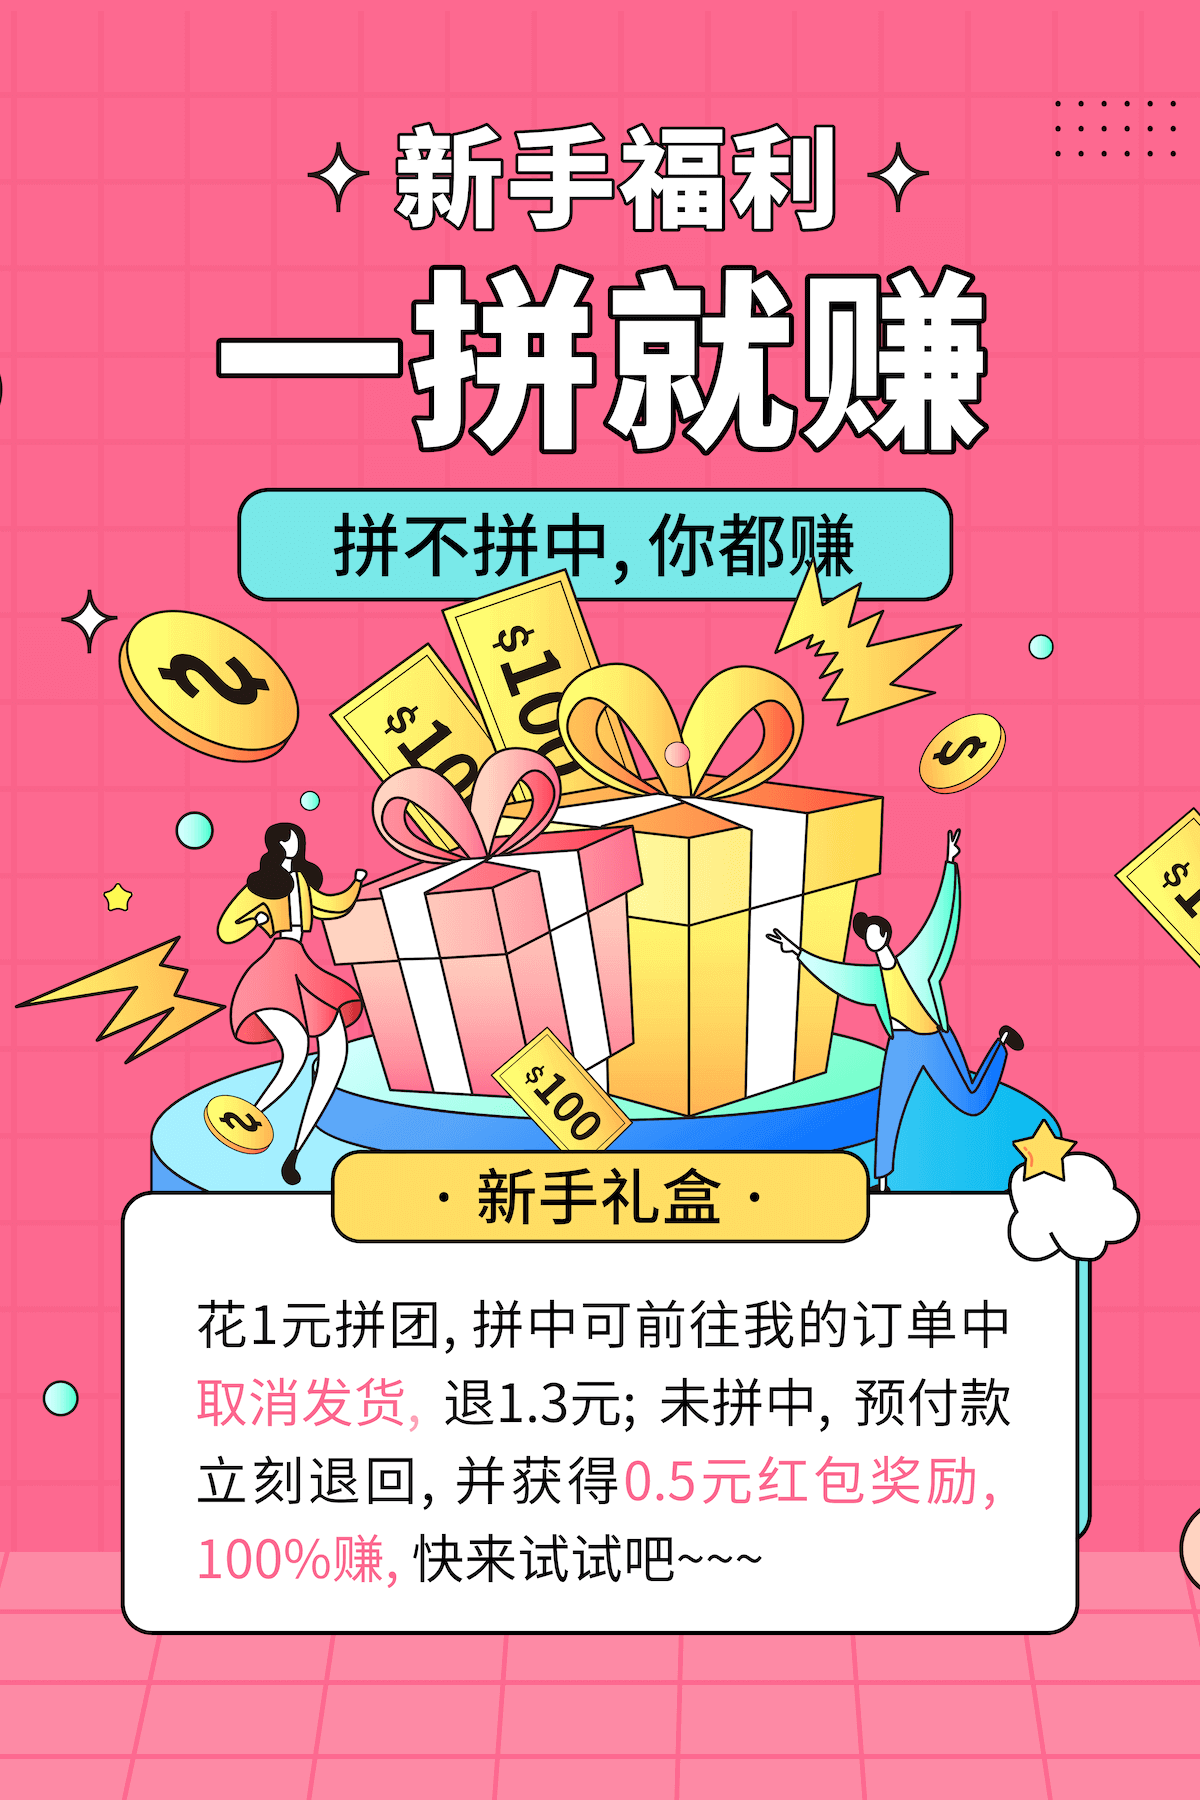 新手福利
一拼就赚
拼不拼中, 你都赚
$100
$100
$
$1
$100
· 新手礼盒 ·
花1元拼团, 拼中可前往我的订单中
取消发货, 退1.3元; 未拼中, 预付款
立刻退回, 并获得0.5元红包奖励,
100%赚, 快来试试吧~~~